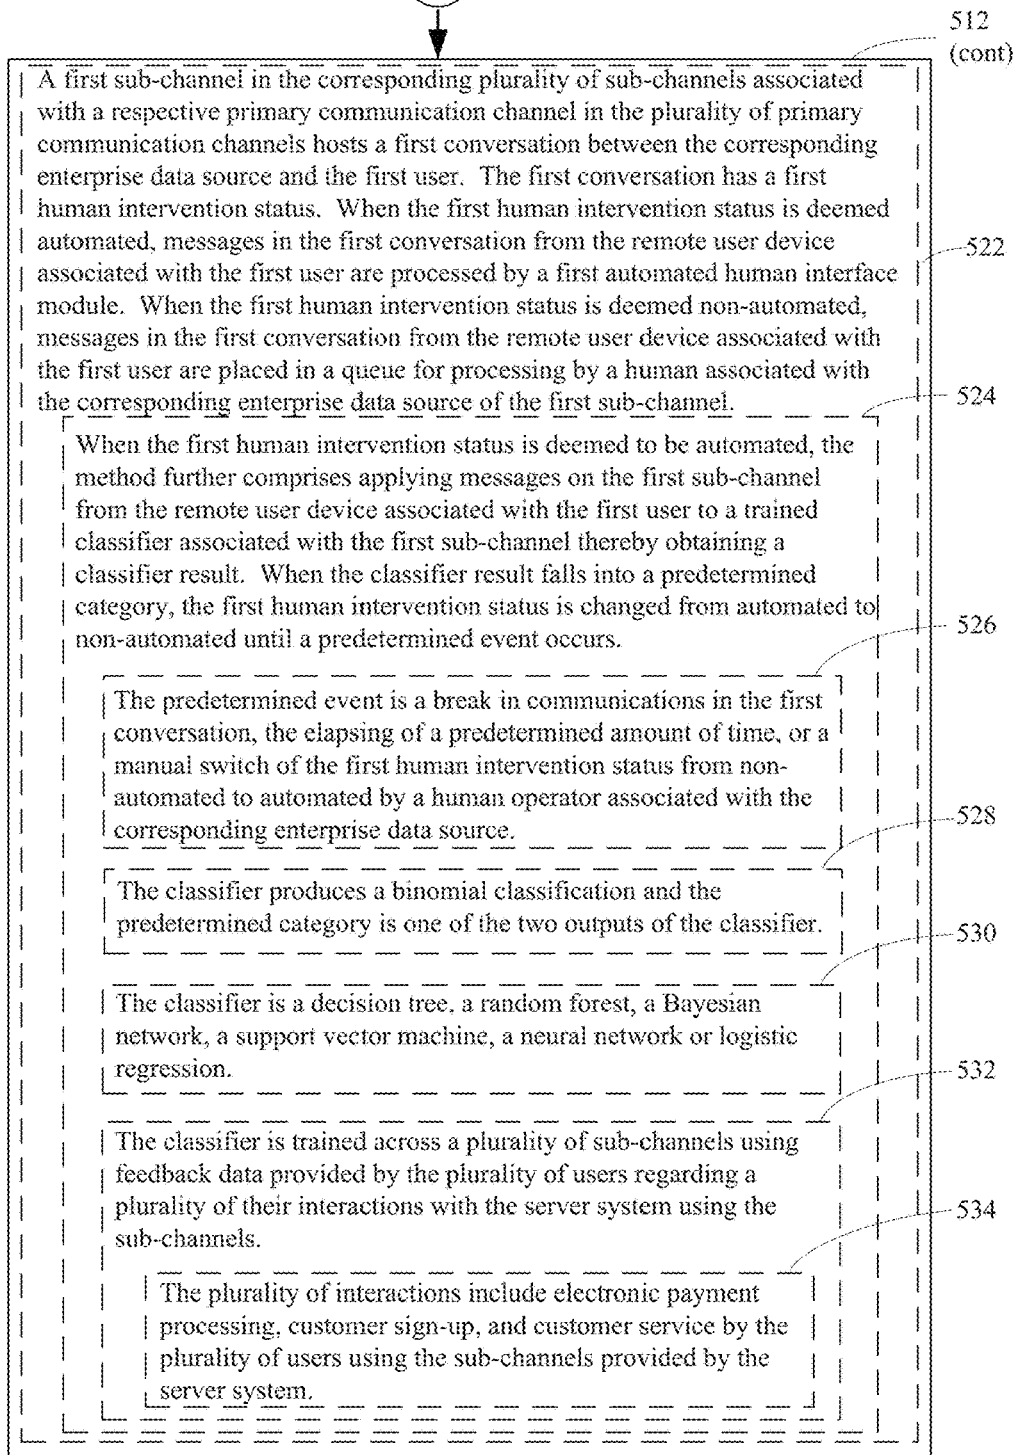 512
(cont)
A first sub-channel in the corresponding plurality of sub-channels associated
with a respective primary communication channel in the plurality of primary
communication channels hosts a first conversation between the corresponding
enterprise data source and the first user.  The first conversation has a first
human intervention status.  When the first human intervention status is deemed
automated, messages in the first conversation from the remote user device
associated with the first user are processed by a first automated human interface
module.  When the first human intervention status is deemed non-automated,
messages in the first conversation from the remote user device associated with
the first user are placed in a queue for processing by a human associated with
the corresponding enterprise data source of the first sub-channel.
522
524
When the first human intervention status is deemed to be automated, the
method further comprises applying messages on the first sub-channel
from the remote user device associated with the first user to a trained
classifier associated with the first sub-channel thereby obtaining a
classifier result.  When the classifier result falls into a predetermined
category, the first human intervention status is changed from automated to
non-automated until a predetermined event occurs.
526
The predetermined event is a break in communications in the first
conversation, the elapsing of a predetermined amount of time, or a
manual switch of the first human intervention status from non-
automated to automated by a human operator associated with the
corresponding enterprise data source.
528
The classifier produces a binomial classification and the
predetermined category is one of the two outputs of the classifier.
530
The classifier is a decision tree, a random forest, a Bayesian
network, a support vector machine, a neural network or logistic
regression.
532
The classifier is trained across a plurality of sub-channels using
feedback data provided by the plurality of users regarding a
plurality of their interactions with the server system using the
sub-channels.
534
The plurality of interactions include electronic payment
processing, customer sign-up, and customer service by the
plurality of users using the sub-channels provided by the
server system.